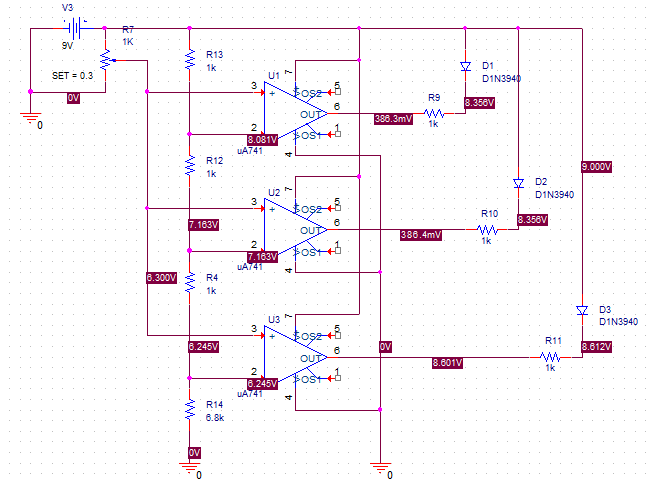 V3
9V
R7
1K
SET = 0.3
0V
0
R13
1k
U1
7
3
+
5
OS2
6
OUT
2
-
OS1
1
4
8.081V
uA741
386.3mV
R9
1k
8.356V
D1
D1N3940
R12
1k
U2
7
3
+
5
OS2
6
OUT
2
-
OS1
1
4
7.163V
7.163V
uA741
386.4mV
R10
1k
8.356V
D2
D1N3940
9.000V
6.300V
R4
1k
U3
7
3
+
5
OS2
6
OUT
2
-
OS1
1
4
6.245V
6.245V
uA741
0V
8.601V
R11
1k
8.612V
D3
D1N3940
R14
6.8k
0V
0
0